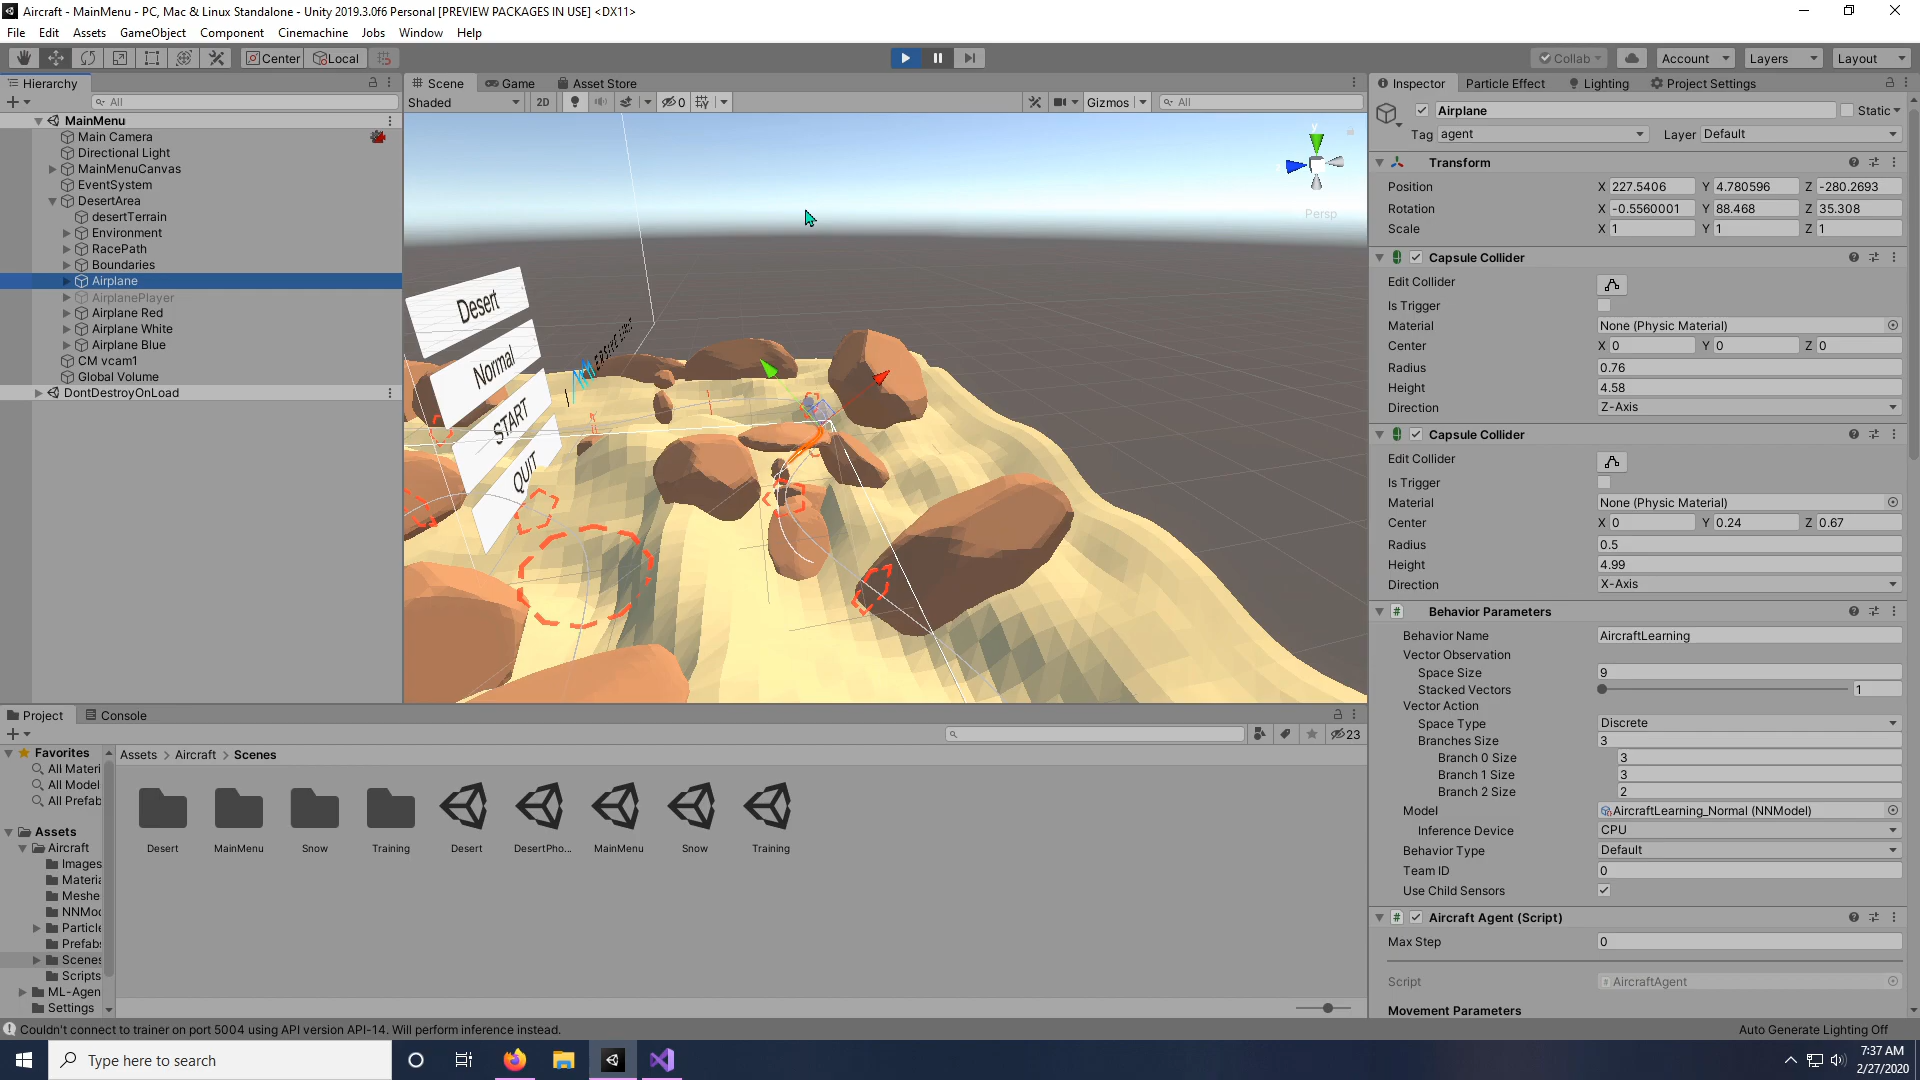 Aircraft - MainMenu - PC, Mac & Linux Standalone - Unity 2019.3.0f6 Personal [PREVIEW PACKAGES IN USE] <DX11>
File Edit Assets GameObject Component Cinemachine Jobs Window Help
Center Local Collab Account Layers Layout
Hierarchy
All
MainMenu
Main Camera
Directional Light
MainMenuCanvas
EventSystem
DesertArea
desertTerrain
Environment
RacePath
Boundaries
Airplane
AirplanePlayer
Airplane Red
Airplane White
Airplane Blue
CM vcam1
Global Volume
DontDestroyOnLoad
Scene Game Asset Store
Shaded 2D 0 Gizmos All
y
Persp
Desert
Normal
START
QUIT
Inspector Particle Effect Lighting Project Settings
Airplane Static
Tag agent Layer Default
Transform
Position X 227.5406 Y 4.780596 Z -280.2693
Rotation X -0.5560001 Y 88.468 Z 35.308
Scale X 1 Y 1 Z 1
Capsule Collider
Edit Collider
Is Trigger
Material None (Physic Material)
Center X 0 Y 0 Z 0
Radius 0.76
Height 4.58
Direction Z-Axis
Capsule Collider
Edit Collider
Is Trigger
Material None (Physic Material)
Center X 0 Y 0.24 Z 0.67
Radius 0.5
Height 4.99
Direction X-Axis
Behavior Parameters
Behavior Name AircraftLearning
Vector Observation
Space Size 9
Stacked Vectors 1
Vector Action
Space Type Discrete
Branches Size 3
Branch 0 Size 3
Branch 1 Size 3
Branch 2 Size 2
Model AircraftLearning_Normal (NNModel)
Inference Device CPU
Behavior Type Default
Team ID 0
Use Child Sensors
Aircraft Agent (Script)
Max Step 0
Script AircraftAgent
Movement Parameters
Project Console
23
Favorites
All Materi
All Model
All Prefab
Assets
Aircraft
Images
Materia
Meshe
NNMod
Particle
Prefabs
Scenes
Scripts
ML-Agen
Settings
Assets > Aircraft > Scenes
Desert MainMenu Snow Training Desert DesertPho... MainMenu Snow Training
Couldn't connect to trainer on port 5004 using API version API-14. Will perform inference instead.
Auto Generate Lighting Off
Type here to search
7:37 AM
2/27/2020